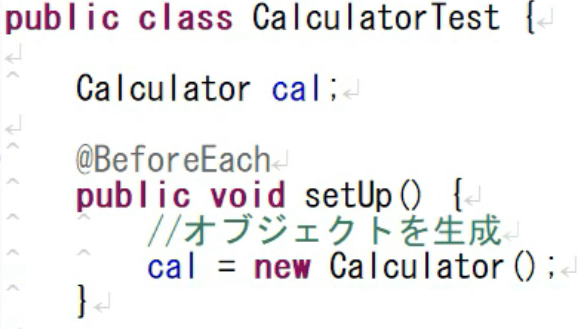 public class CalculatorTest {
Calculator cal;
@BeforeEach
public void setUp() {
//オブジェクトを生成
cal = new Calculator();
}